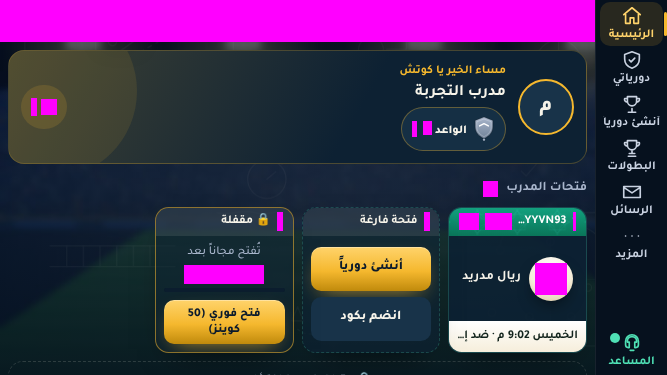 الرئيسية
دورياتي
أنشئ دوريا
البطولات
الرسائل
...
المزيد
المساعد
مساء الخير يا كوتش
مدرب التجربة
م
الواعد
فتحات المدرب
YYVN93...
ريال مدريد
الخميس 9:02 م · ضد إ...
فتحة فارغة
أنشئ دورياً
انضم بكود
🔒 مقفلة
تُفتح مجاناً بعد
فتح فوري (50
كوينز)